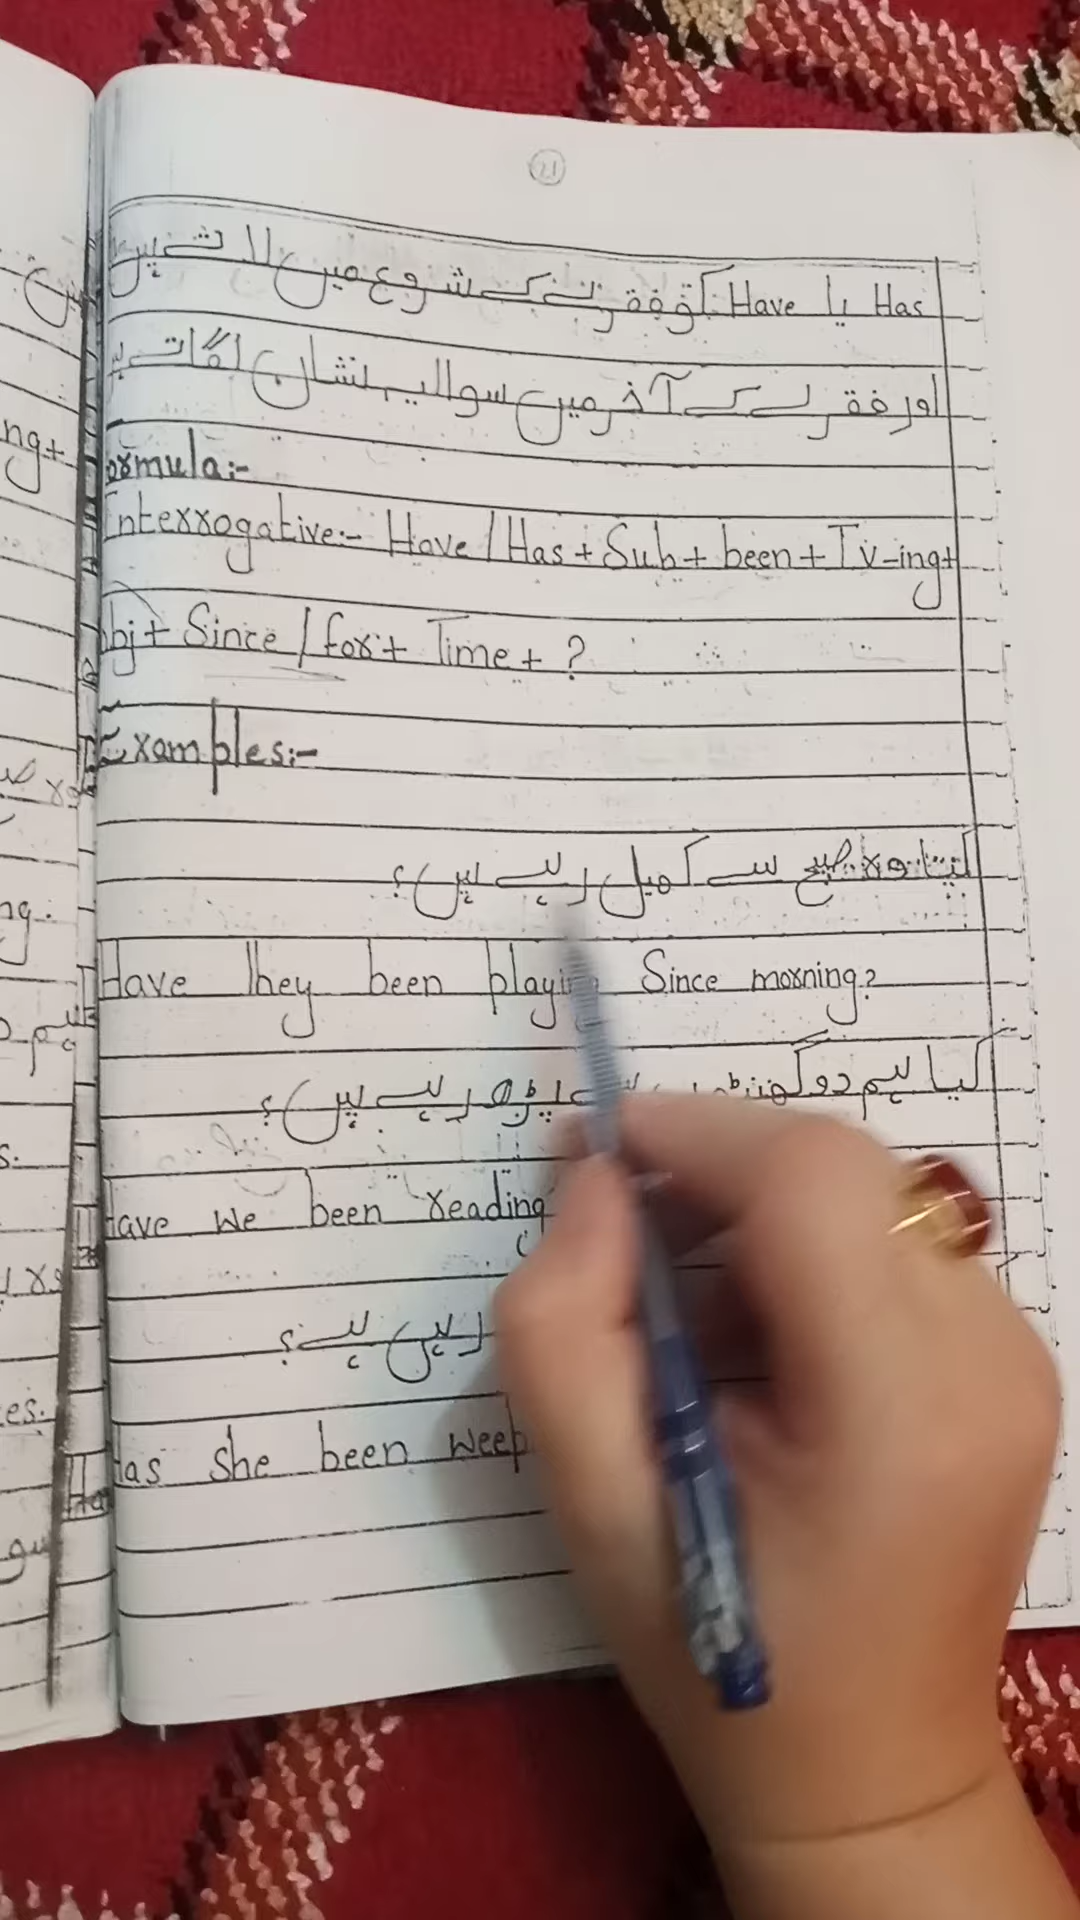 21
Have یا Has کو فقرے کے شروع میں لاتے ہیں
اور فقرے کے آخر میں سوالیہ نشان لگاتے
ormula:-
Interrogative:- Have / Has + Sub + been + Iv-ing +
obj + Since / for + Time + ?
Examples:-
کیا وہ صبح سے کھیل رہے ہیں؟
Have They been playing Since morning?
کیا ہم دو گھنٹوں سے پڑھ رہے ہیں؟
Have we been reading
رہی ہے؟
Has She been weep